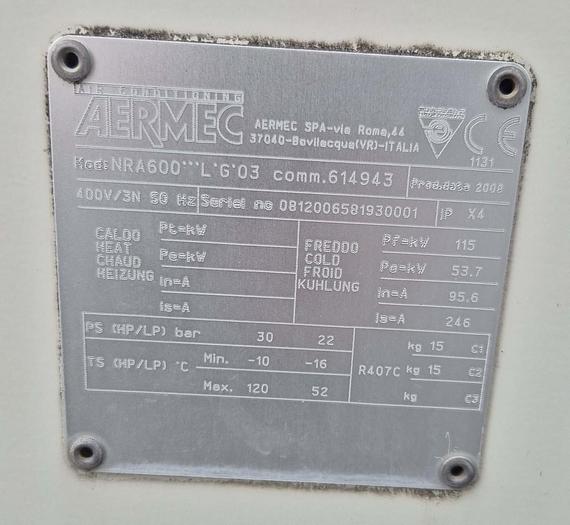 AIR CONDITIONING
AERMEC
AERMEC SPA-via Roma,44
37040-Bevilacqua(VR)-ITALIA
CE
1131
Mod: NRA600°°°L°G°03 comm.614943 Prod.date 2008
400V/3N 50 Hz Serial no 0812006581930001 IP X4
CALDO
HEAT
CHAUD
HEIZUNG
Pt=kW
Pe=kW
In=A
Is=A
FREDDO
COLD
FROID
KUHLUNG
Pf=kW 115
Pe=kW 53.7
In=A 95.6
Is=A 246
PS (HP/LP) bar 30 22
TS (HP/LP) °C Min. -10 -16
Max. 120 52
R407C
kg 15 C1
kg 15 C2
kg C3